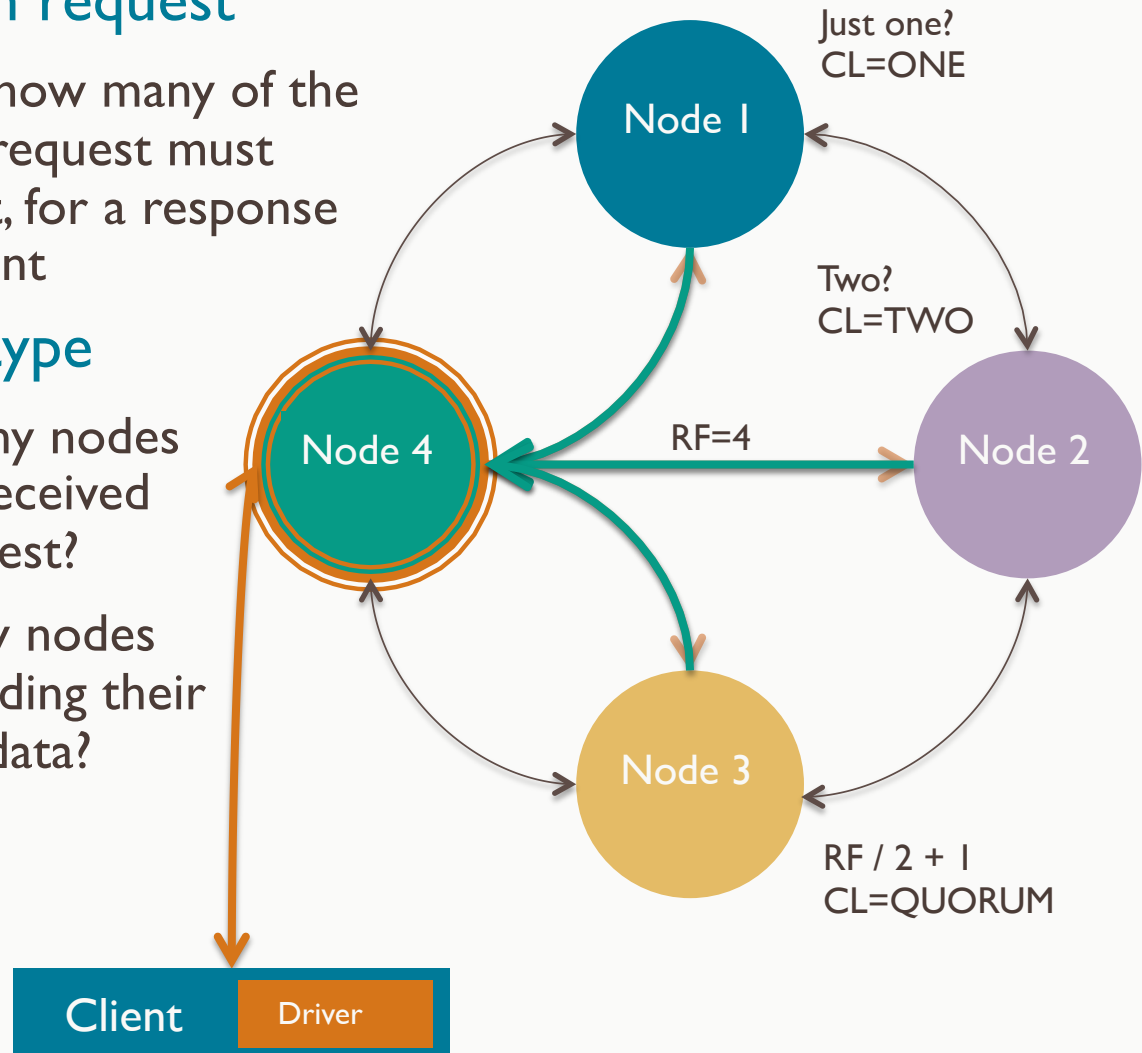 request
how many of the
request must
, for a response
nt
ype
ny nodes
eceived
est?
y nodes
ding their
data?
Just one?
CL=ONE
Node 1
Two?
CL=TWO
Node 4
RF=4
Node 2
Node 3
RF / 2 + 1
CL=QUORUM
Client
Driver